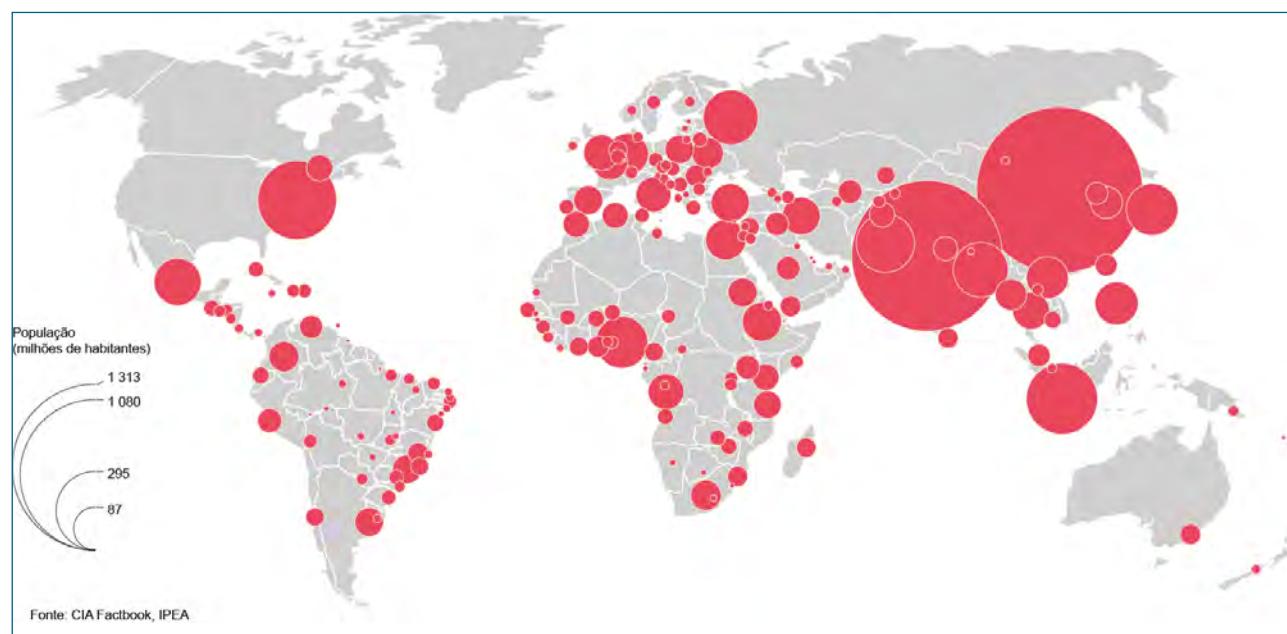 População
(milhões de habitantes)
1 313
1 080
295
87
Fonte: CIA Factbook, IPEA